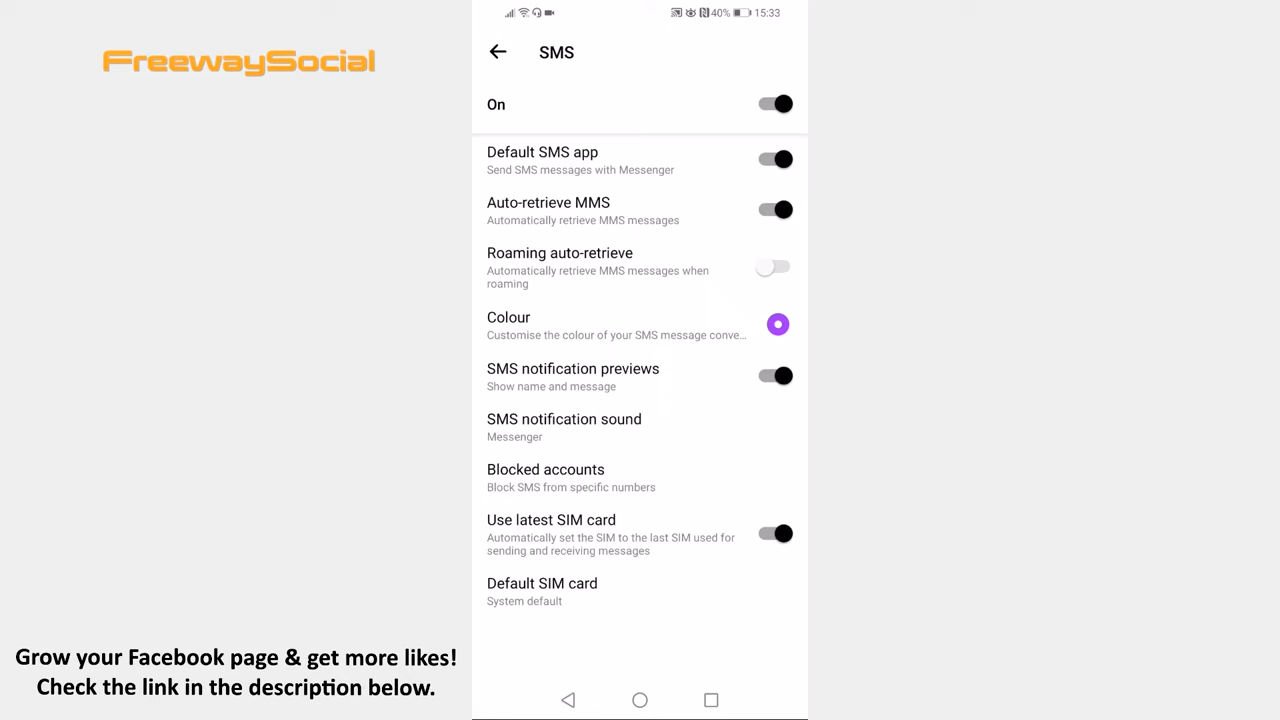 FreewaySocial
40% 15:33
SMS
On
Default SMS app
Send SMS messages with Messenger
Auto-retrieve MMS
Automatically retrieve MMS messages
Roaming auto-retrieve
Automatically retrieve MMS messages when
roaming
Colour
Customise the colour of your SMS message conve...
SMS notification previews
Show name and message
SMS notification sound
Messenger
Blocked accounts
Block SMS from specific numbers
Use latest SIM card
Automatically set the SIM to the last SIM used for
sending and receiving messages
Default SIM card
System default
Grow your Facebook page & get more likes!
Check the link in the description below.